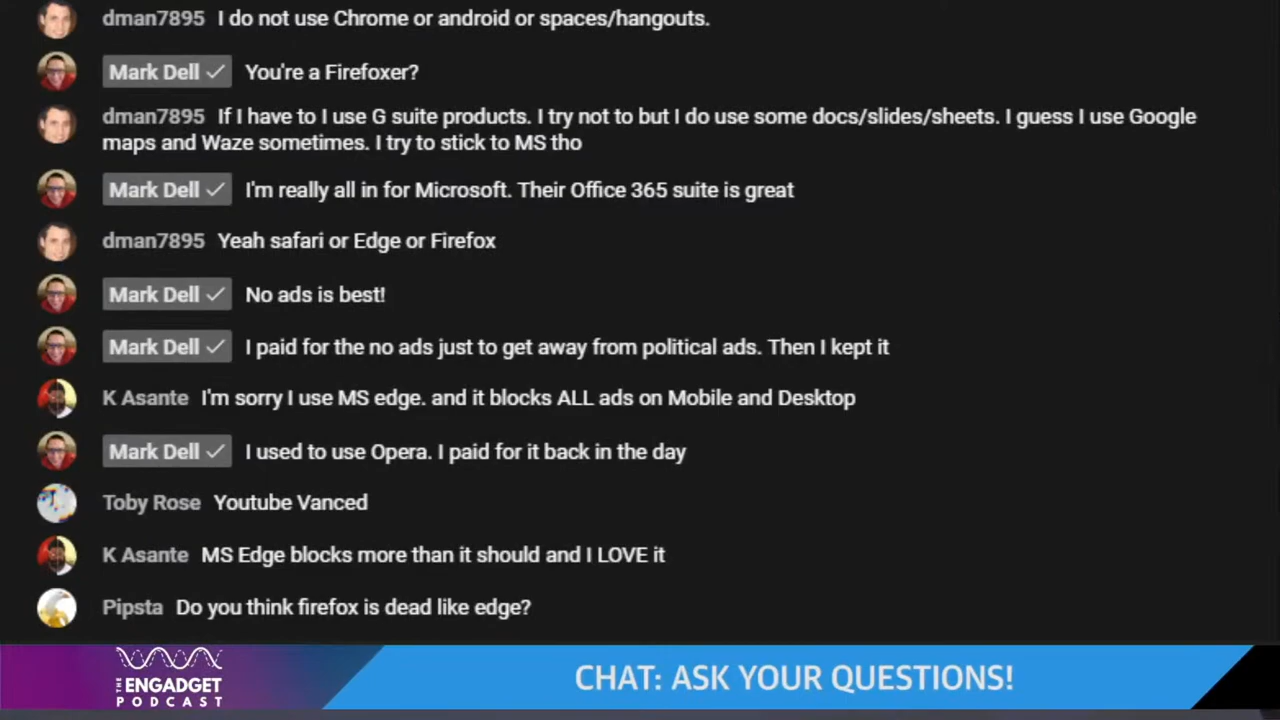 dman7895 I do not use Chrome or android or spaces/hangouts.
Mark Dell ✓ You're a Firefoxer?
dman7895 If I have to I use G suite products. I try not to but I do use some docs/slides/sheets. I guess I use Google
maps and Waze sometimes. I try to stick to MS tho
Mark Dell ✓ I'm really all in for Microsoft. Their Office 365 suite is great
dman7895 Yeah safari or Edge or Firefox
Mark Dell ✓ No ads is best!
Mark Dell ✓ I paid for the no ads just to get away from political ads. Then I kept it
K Asante I'm sorry I use MS edge. and it blocks ALL ads on Mobile and Desktop
Mark Dell ✓ I used to use Opera. I paid for it back in the day
Toby Rose Youtube Vanced
K Asante MS Edge blocks more than it should and I LOVE it
Pipsta Do you think firefox is dead like edge?
THE ENGADGET
PODCAST
CHAT: ASK YOUR QUESTIONS!